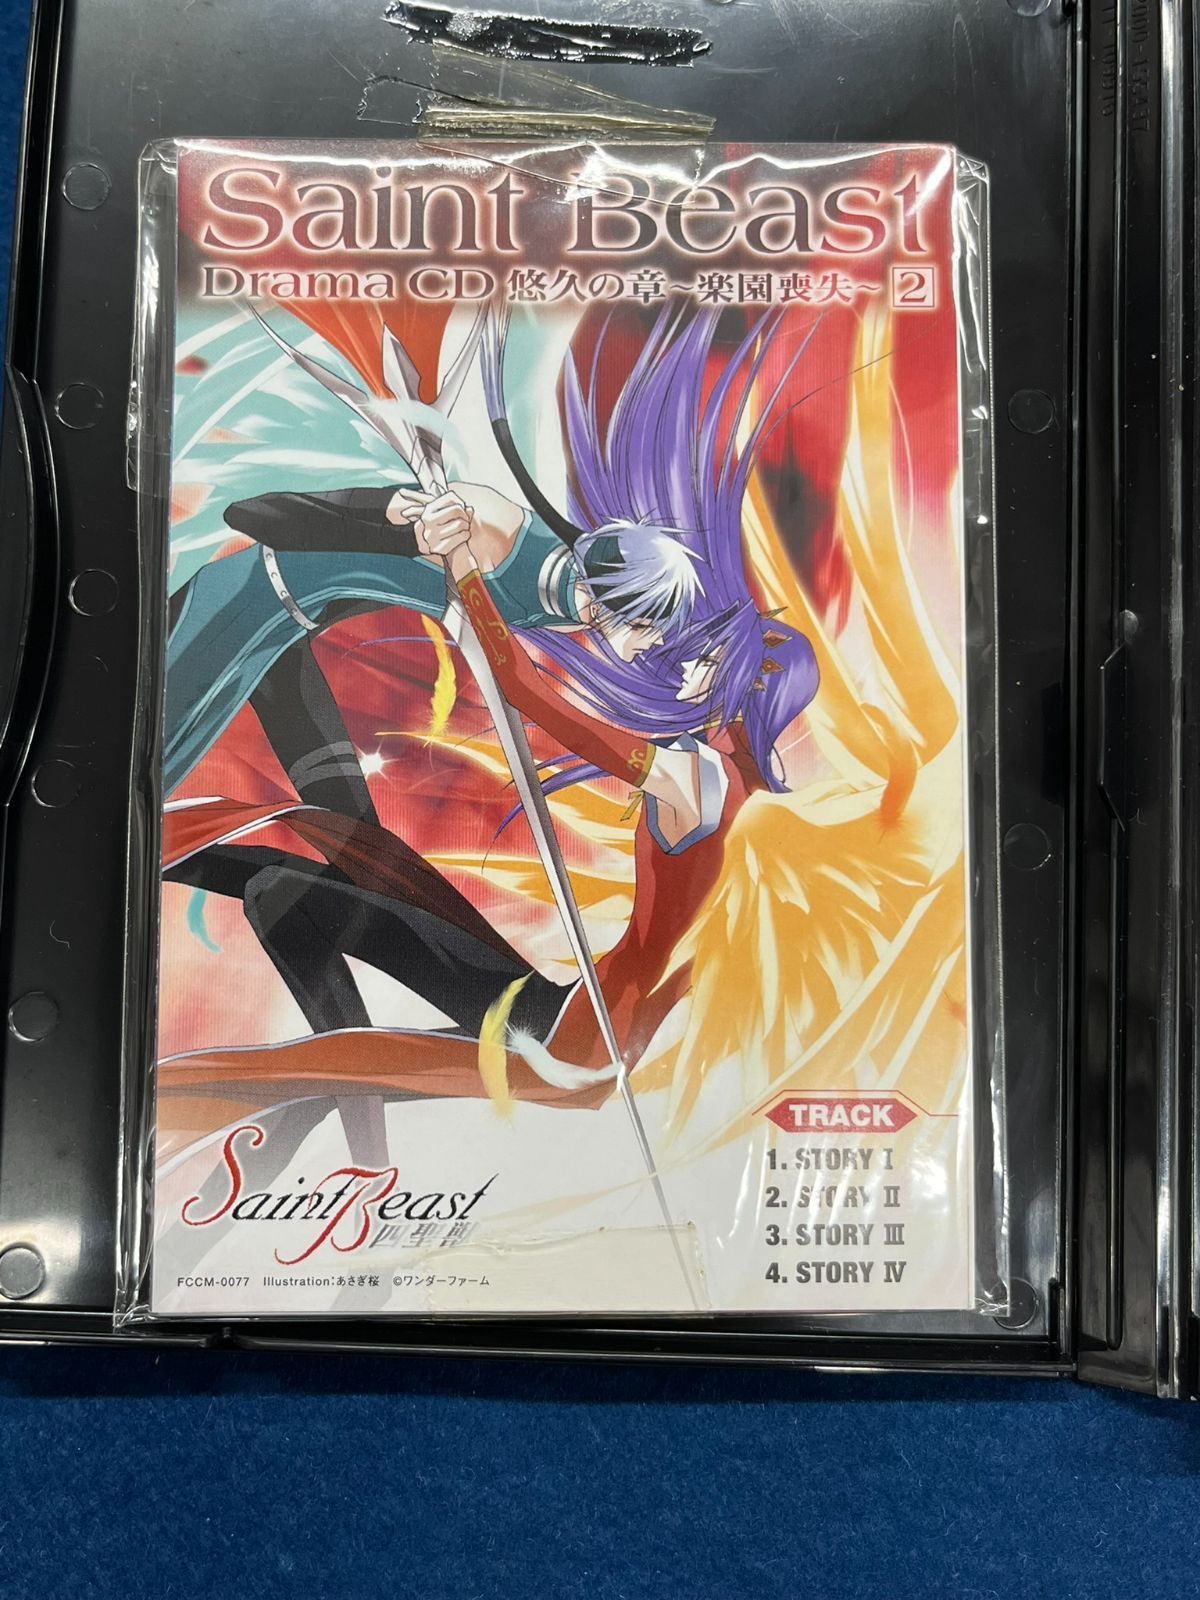 Saint Beast
Drama CD 悠久の章～楽園喪失～ 2
TRACK
1. STORY I
2. STORY II
3. STORY III
4. STORY IV
Saint Beast
四聖獣
FCCM-0077 Illustration:あさぎ桜 ©ワンダーファーム